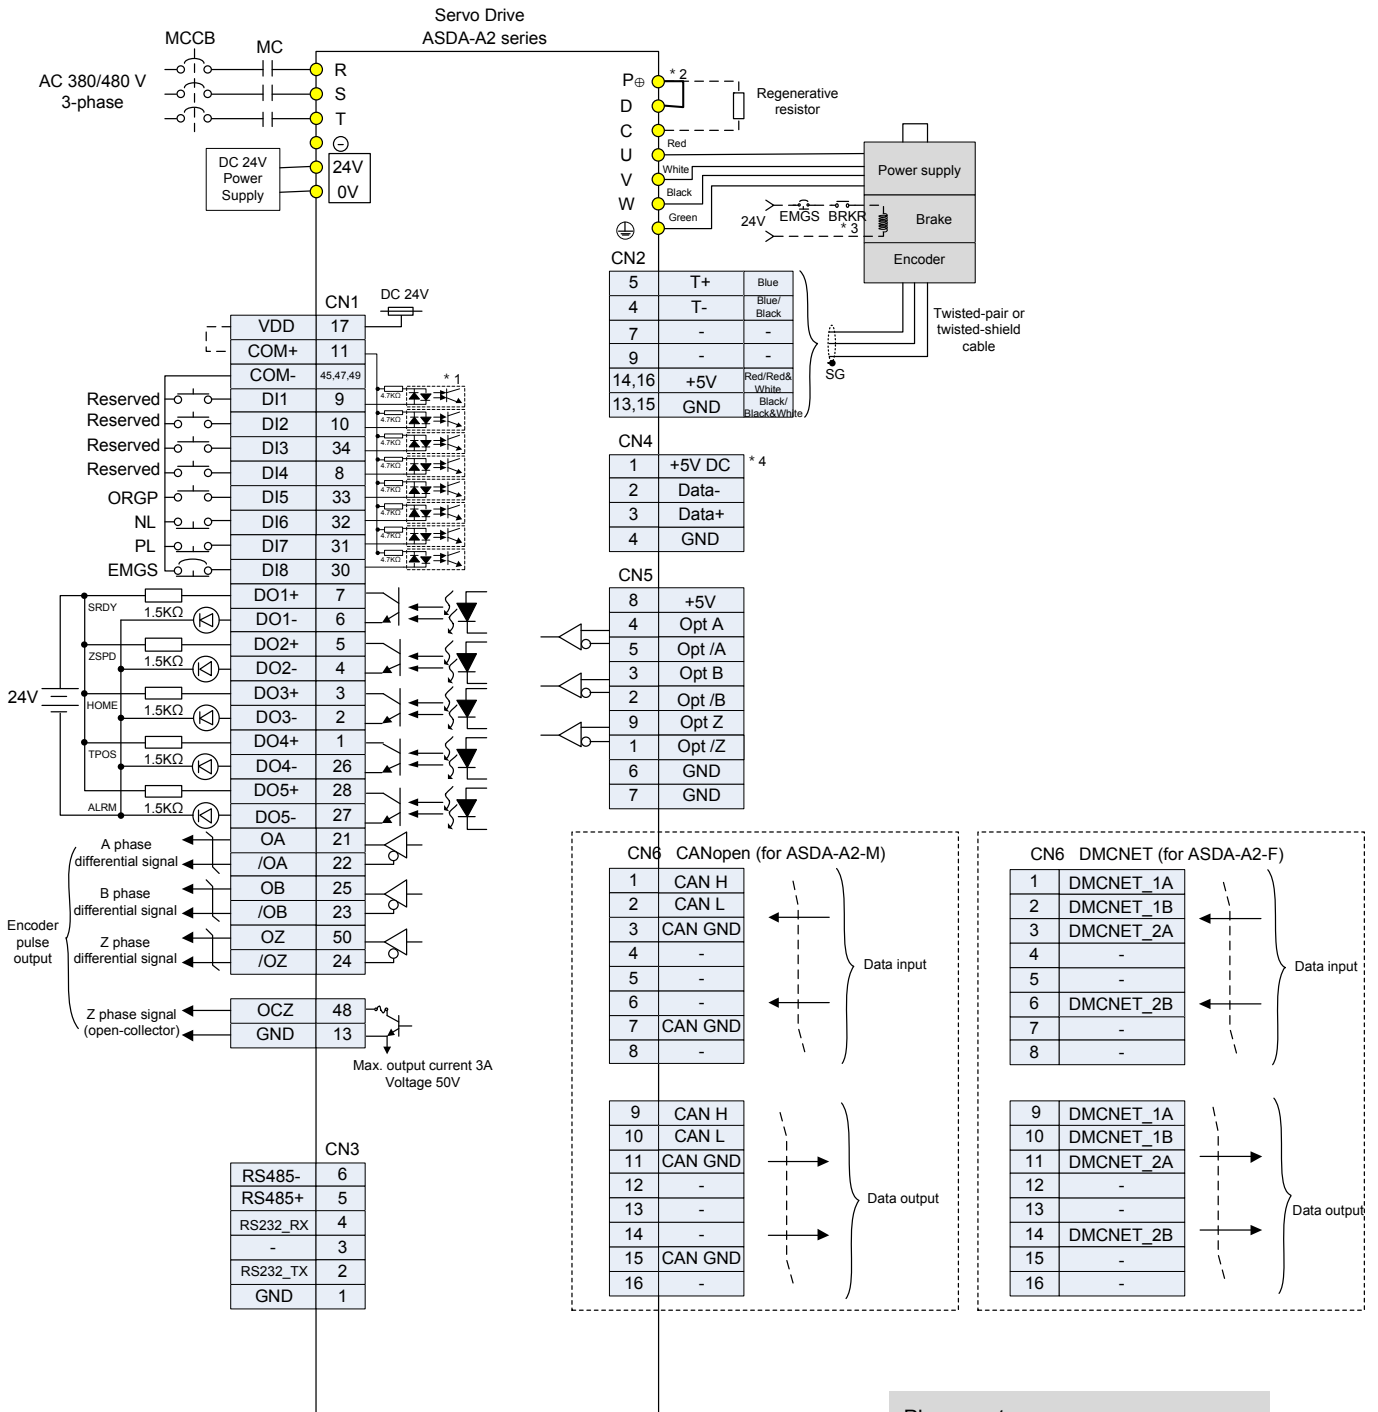 Servo Drive
ASDA-A2 series
MCCB
MC
AC 380/480 V
3-phase
R
S
T
DC 24V
Power
Supply
24V
0V
P
* 2
D
C
U
V
W
Red
White
Black
Green
Regenerative
resistor
Power supply
24V
EMGS
BRKR
* 3
Brake
Encoder
Twisted-pair or
twisted-shield
cable
SG
CN2
5 T+ Blue
4 T- Blue/
Black
7 - -
9 - -
14,16 +5V Red/Red&
White
13,15 GND Black/
Black&White
CN1
DC 24V
VDD 17
COM+ 11
COM- 45,47,49
* 1
Reserved DI1 9 4.7KΩ
Reserved DI2 10 4.7KΩ
Reserved DI3 34 4.7KΩ
Reserved DI4 8 4.7KΩ
ORGP DI5 33 4.7KΩ
NL DI6 32 4.7KΩ
PL DI7 31 4.7KΩ
EMGS DI8 30 4.7KΩ
24V
SRDY 1.5KΩ
DO1+ 7
DO1- 6
ZSPD 1.5KΩ
DO2+ 5
DO2- 4
HOME 1.5KΩ
DO3+ 3
DO3- 2
TPOS 1.5KΩ
DO4+ 1
DO4- 26
ALRM 1.5KΩ
DO5+ 28
DO5- 27
Encoder
pulse
output
A phase
differential signal
OA 21
/OA 22
B phase
differential signal
OB 25
/OB 23
Z phase
differential signal
OZ 50
/OZ 24
Z phase signal
(open-collector)
OCZ 48
GND 13
Max. output current 3A
Voltage 50V
CN3
RS485- 6
RS485+ 5
RS232_RX 4
- 3
RS232_TX 2
GND 1
CN4
1 +5V DC * 4
2 Data-
3 Data+
4 GND
CN5
8 +5V
4 Opt A
5 Opt /A
3 Opt B
2 Opt /B
9 Opt Z
1 Opt /Z
6 GND
7 GND
CN6 CANopen (for ASDA-A2-M)
1 CAN H
2 CAN L
3 CAN GND
4 -
5 -
6 -
7 CAN GND
8 -
Data input
9 CAN H
10 CAN L
11 CAN GND
12 -
13 -
14 -
15 CAN GND
16 -
Data output
CN6 DMCNET (for ASDA-A2-F)
1 DMCNET_1A
2 DMCNET_1B
3 DMCNET_2A
4 -
5 -
6 DMCNET_2B
7 -
8 -
Data input
9 DMCNET_1A
10 DMCNET_1B
11 DMCNET_2A
12 -
13 -
14 DMCNET_2B
15 -
16 -
Data output